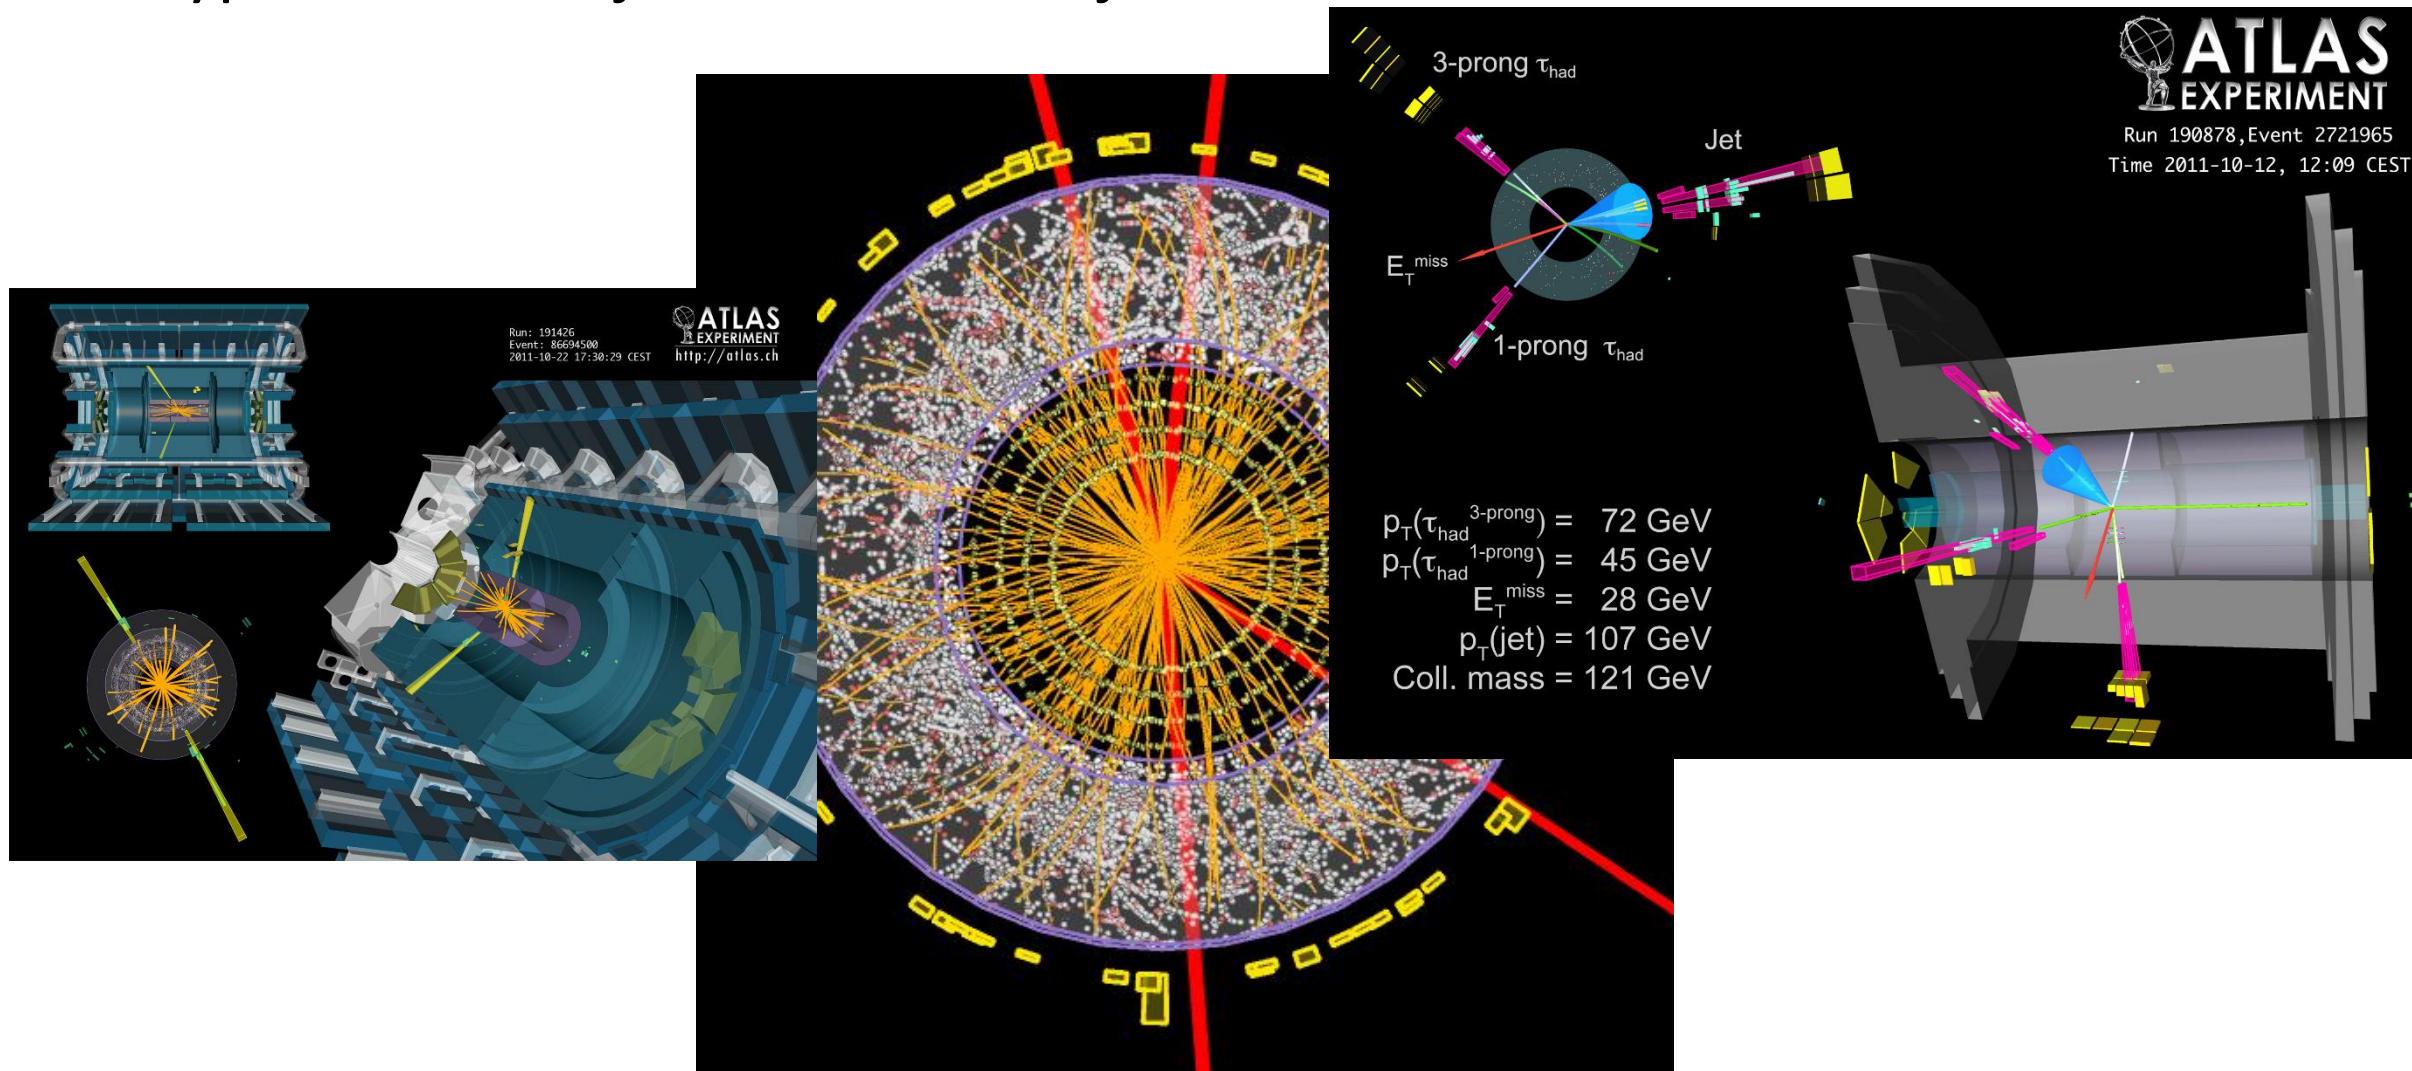 Run: 191426
Event: 86694500
2011-10-22 17:30:29 CEST
ATLAS
EXPERIMENT
http://atlas.ch
3-prong τhad
Jet
ETmiss
1-prong τhad
pT(τhad3-prong) = 72 GeV
pT(τhad1-prong) = 45 GeV
ETmiss = 28 GeV
pT(jet) = 107 GeV
Coll. mass = 121 GeV
ATLAS
EXPERIMENT
Run 190878,Event 2721965
Time 2011-10-12, 12:09 CEST